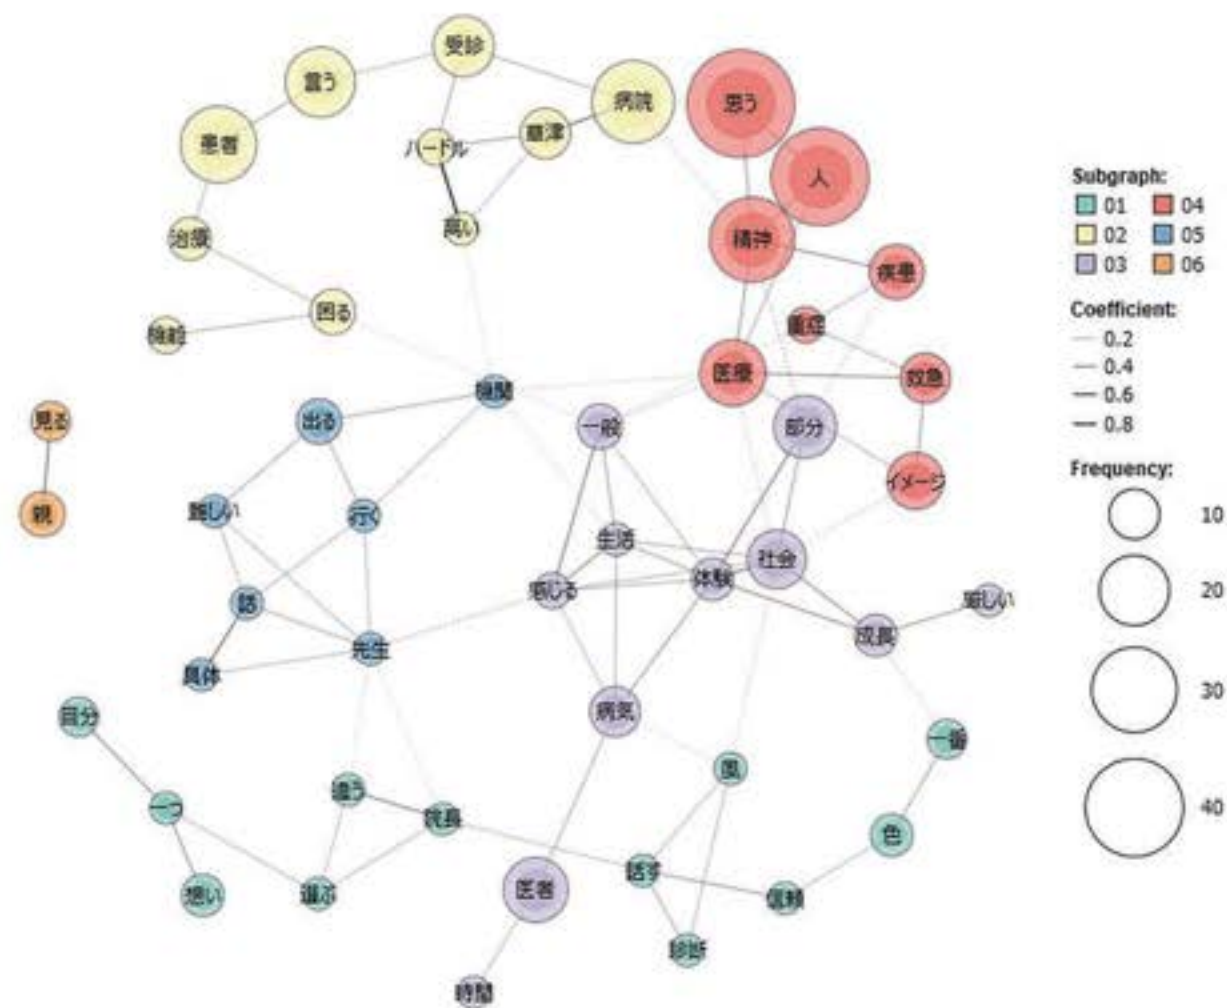 受診
言う
病院
思う
草津
患者
ハードル
人
高い
治療
精神
疾患
困る
重症
機関
医療
救急
見る
出る
一般
部分
イメージ
親
難しい
行く
生活
社会
感じる
体験
厳しい
話
成長
先生
具体
自分
病気
一番
風
違う
一つ
院長
色
話す
想い
選ぶ
医者
信頼
診断
時間
Subgraph:
01 04
02 05
03 06
Coefficient:
0.2
0.4
0.6
0.8
Frequency:
10
20
30
40